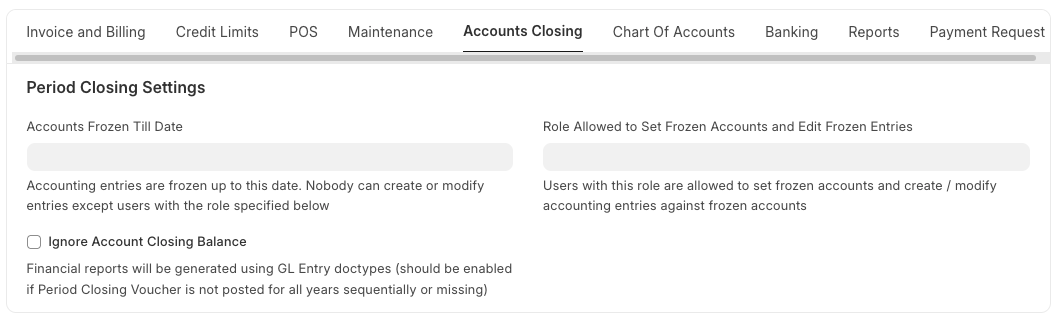 Invoice and Billing Credit Limits POS Maintenance Accounts Closing Chart Of Accounts Banking Reports Payment Request
Period Closing Settings
Accounts Frozen Till Date
Accounting entries are frozen up to this date. Nobody can create or modify
entries except users with the role specified below
Ignore Account Closing Balance
Financial reports will be generated using GL Entry doctypes (should be enabled
if Period Closing Voucher is not posted for all years sequentially or missing)
Role Allowed to Set Frozen Accounts and Edit Frozen Entries
Users with this role are allowed to set frozen accounts and create / modify
accounting entries against frozen accounts